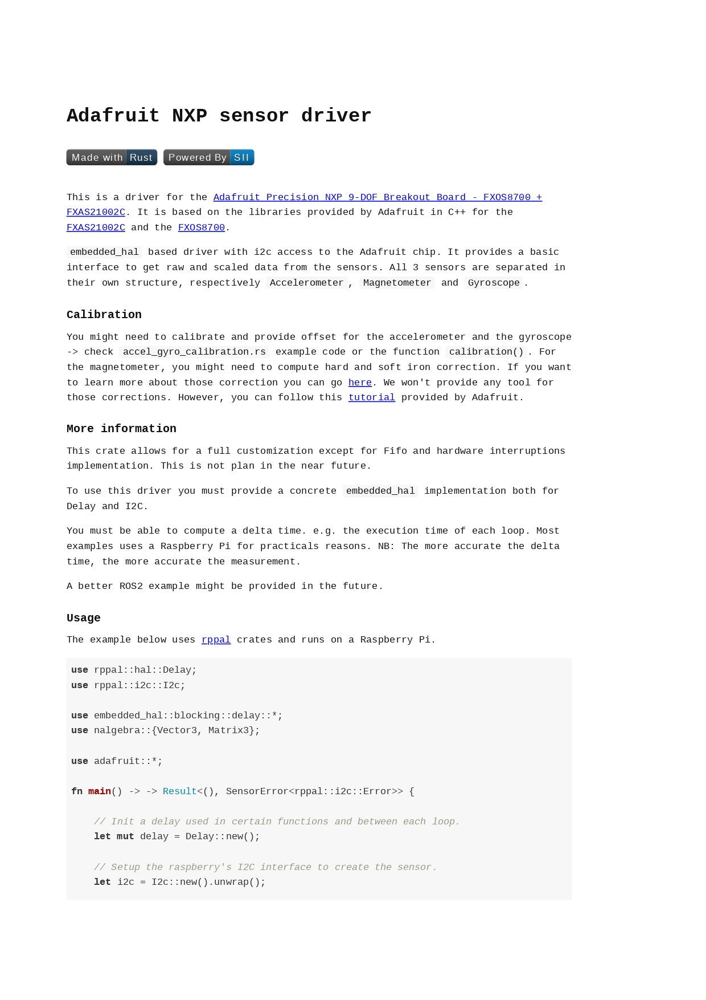 Adafruit NXP sensor driver
Made with Rust Powered By SII
This is a driver for the Adafruit Precision NXP 9-DOF Breakout Board - FXOS8700 +
FXAS21002C. It is based on the libraries provided by Adafruit in C++ for the
FXAS21002C and the FXOS8700.
embedded_hal based driver with i2c access to the Adafruit chip. It provides a basic
interface to get raw and scaled data from the sensors. All 3 sensors are separated in
their own structure, respectively Accelerometer, Magnetometer and Gyroscope.
Calibration
You might need to calibrate and provide offset for the accelerometer and the gyroscope
-> check accel_gyro_calibration.rs example code or the function calibration(). For
the magnetometer, you might need to compute hard and soft iron correction. If you want
to learn more about those correction you can go here. We won't provide any tool for
those corrections. However, you can follow this tutorial provided by Adafruit.
More information
This crate allows for a full customization except for Fifo and hardware interruptions
implementation. This is not plan in the near future.
To use this driver you must provide a concrete embedded_hal implementation both for
Delay and I2C.
You must be able to compute a delta time. e.g. the execution time of each loop. Most
examples uses a Raspberry Pi for practicals reasons. NB: The more accurate the delta
time, the more accurate the measurement.
A better ROS2 example might be provided in the future.
Usage
The example below uses rppal crates and runs on a Raspberry Pi.
use rppal::hal::Delay;
use rppal::i2c::I2c;
use embedded_hal::blocking::delay::*;
use nalgebra::{Vector3, Matrix3};
use adafruit::*;
fn main() -> -> Result<(), SensorError<rppal::i2c::Error>> {
// Init a delay used in certain functions and between each loop.
let mut delay = Delay::new();
// Setup the raspberry's I2C interface to create the sensor.
let i2c = I2c::new().unwrap();